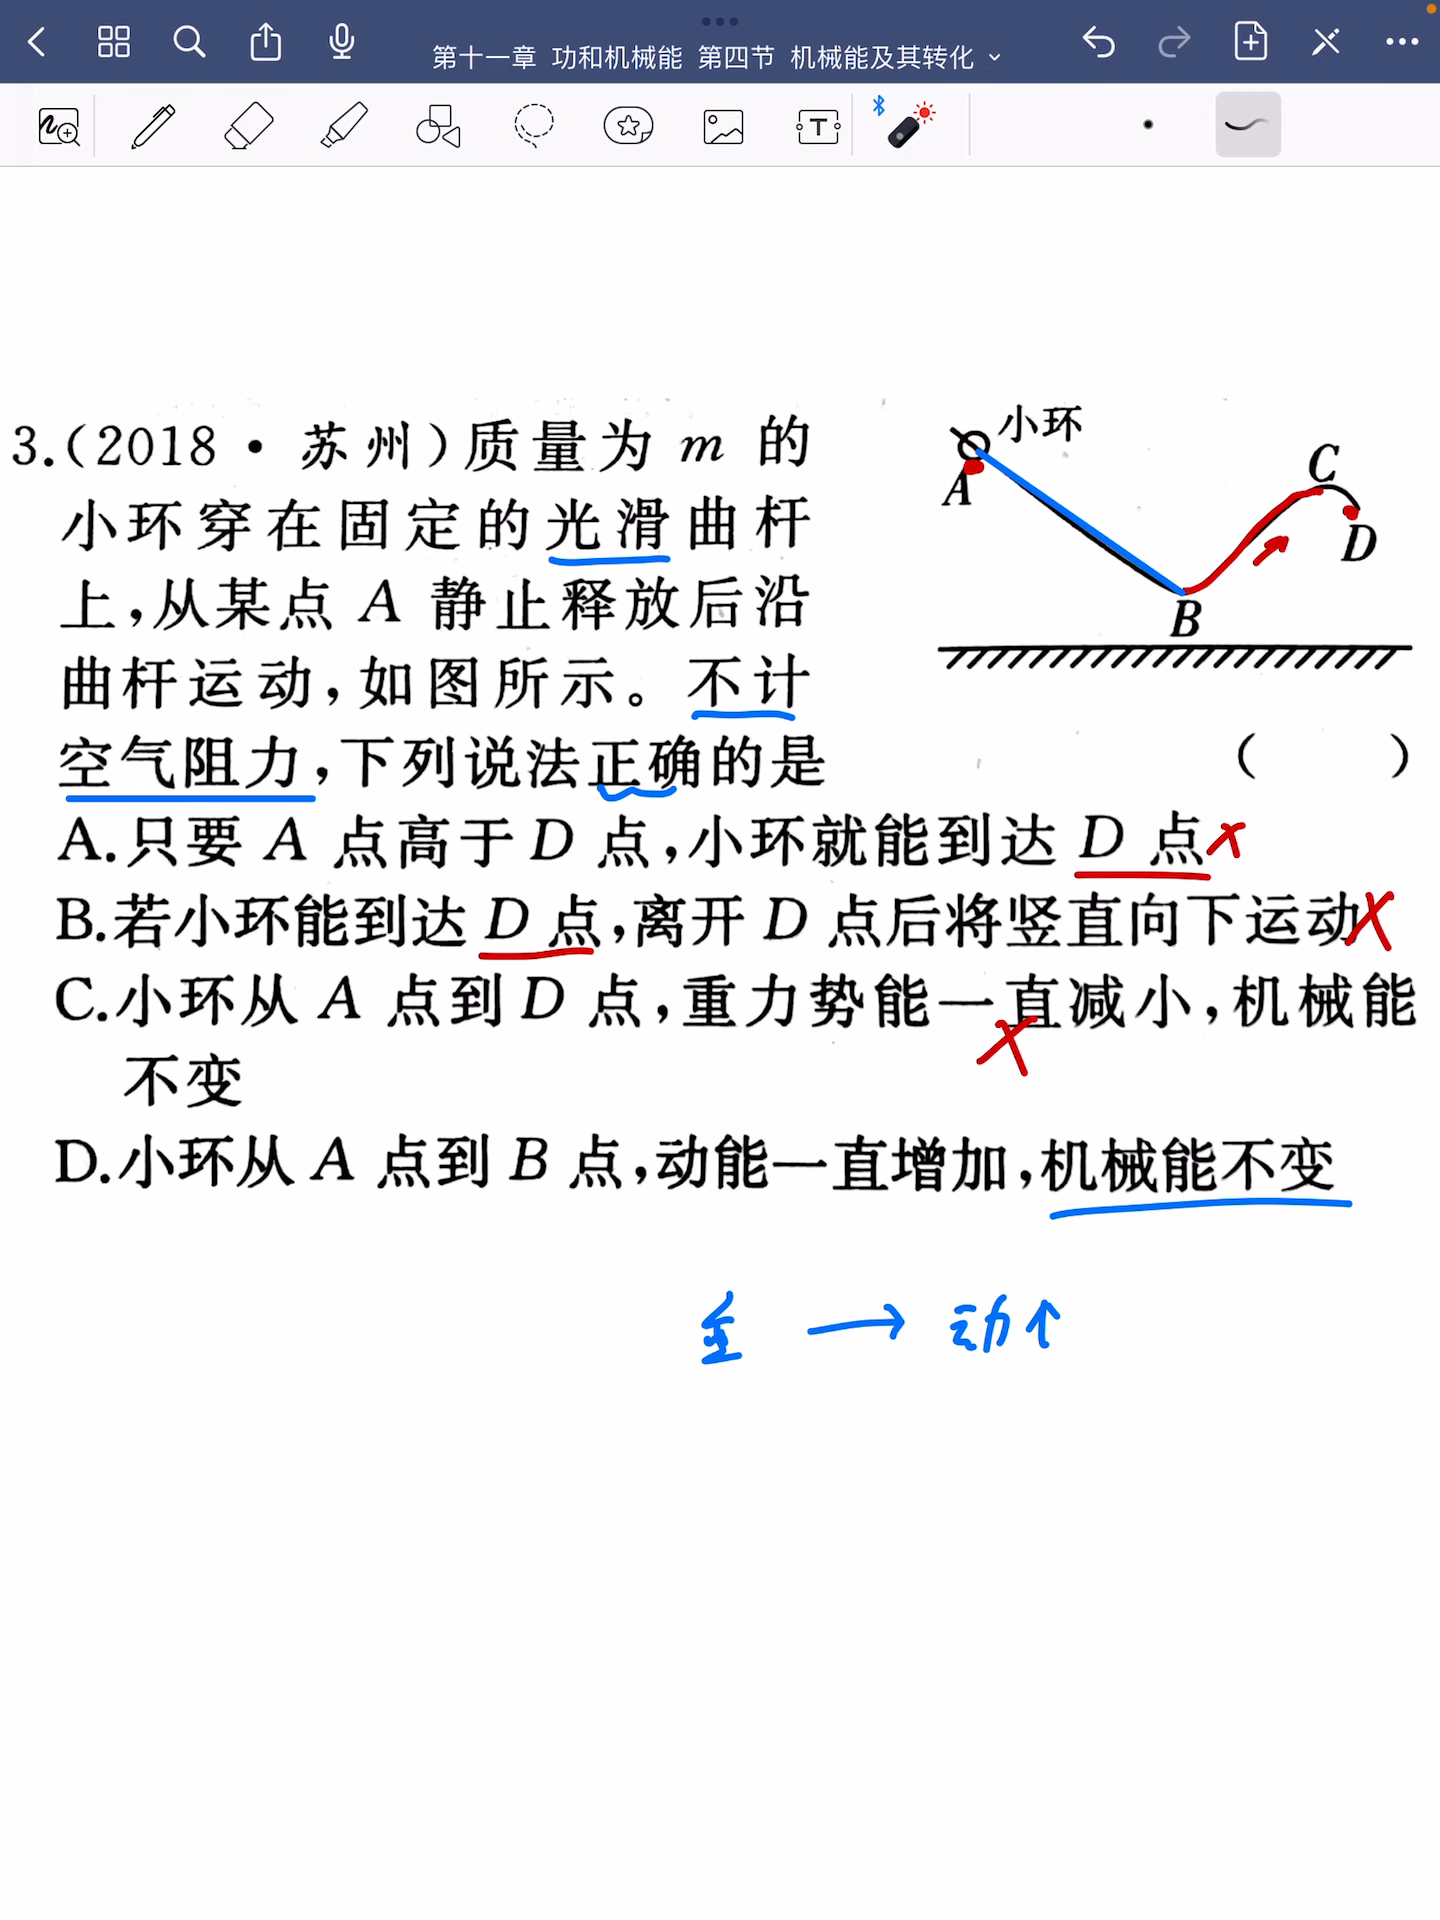 第十一章 功和机械能 第四节 机械能及其转化
小环
A
B
C
D
3.(2018·苏州)质量为 m 的
小环穿在固定的光滑曲杆
上,从某点 A 静止释放后沿
曲杆运动,如图所示。不计
空气阻力,下列说法正确的是 ( )
A.只要 A 点高于 D 点,小环就能到达 D 点×
B.若小环能到达 D 点,离开 D 点后将竖直向下运动×
C.小环从 A 点到 D 点,重力势能一直减小,机械能
×
不变
D.小环从 A 点到 B 点,动能一直增加,机械能不变
→ 动↑